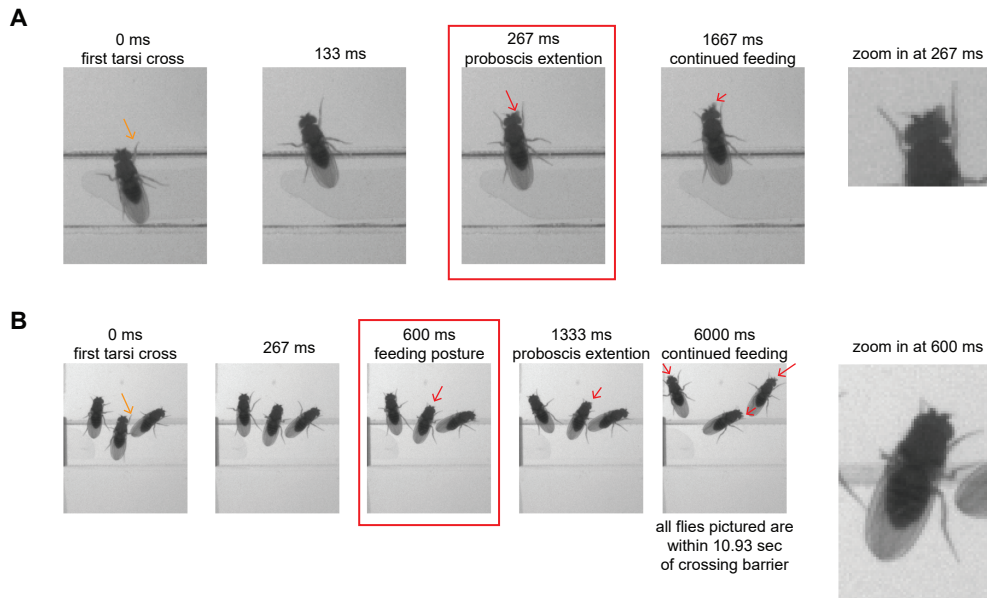 A
0 ms
first tarsi cross
133 ms
267 ms
proboscis extention
1667 ms
continued feeding
zoom in at 267 ms
B
0 ms
first tarsi cross
267 ms
600 ms
feeding posture
1333 ms
proboscis extention
6000 ms
continued feeding
zoom in at 600 ms
all flies pictured are
within 10.93 sec
of crossing barrier